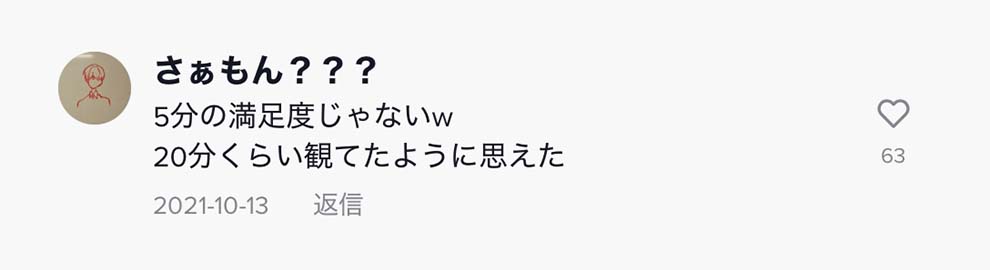 さぁもん？？？
5分の満足度じゃないw
20分くらい観てたように思えた
63
2021-10-13 返信